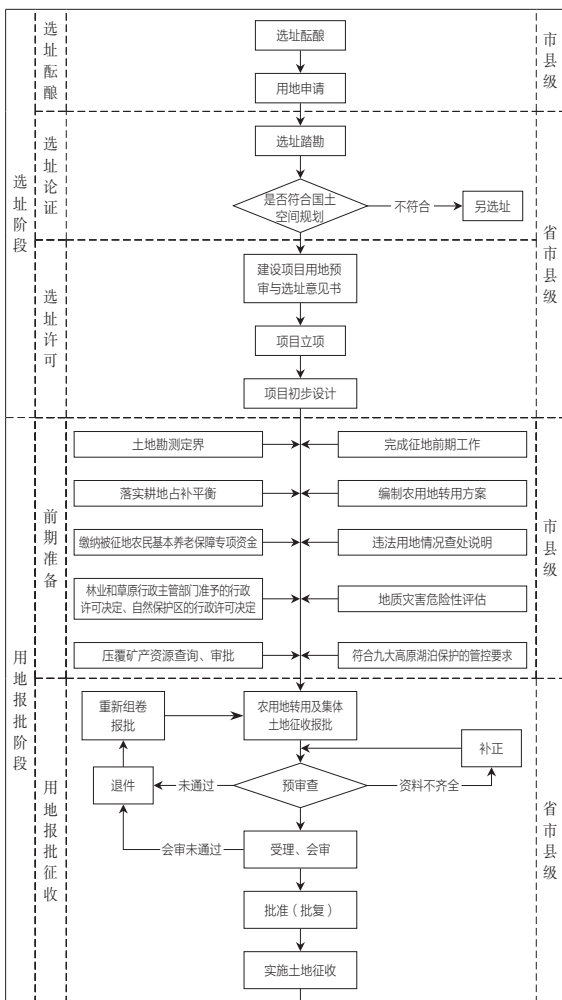 选址酝酿
选址酝酿
用地申请
市县级
选址阶段
选址论证
选址踏勘
是否符合国土
空间规划
不符合
另选址
省市县级
选址许可
建设项目用地预
审与选址意见书
项目立项
项目初步设计
用地报批阶段
前期准备
土地勘测定界
完成征地前期工作
落实耕地占补平衡
编制农用地转用方案
缴纳被征地农民基本养老保障专项资金
违法用地情况查处说明
林业和草原行政主管部门准予的行政
许可决定、自然保护区的行政许可决定
地质灾害危险性评估
压覆矿产资源查询、审批
符合九大高原湖泊保护的管控要求
市县级
用地报批征收
重新组卷
报批
农用地转用及集体
土地征收报批
补正
退件
未通过
预审查
资料不齐全
会审未通过
受理、会审
批准（批复）
实施土地征收
省市县级